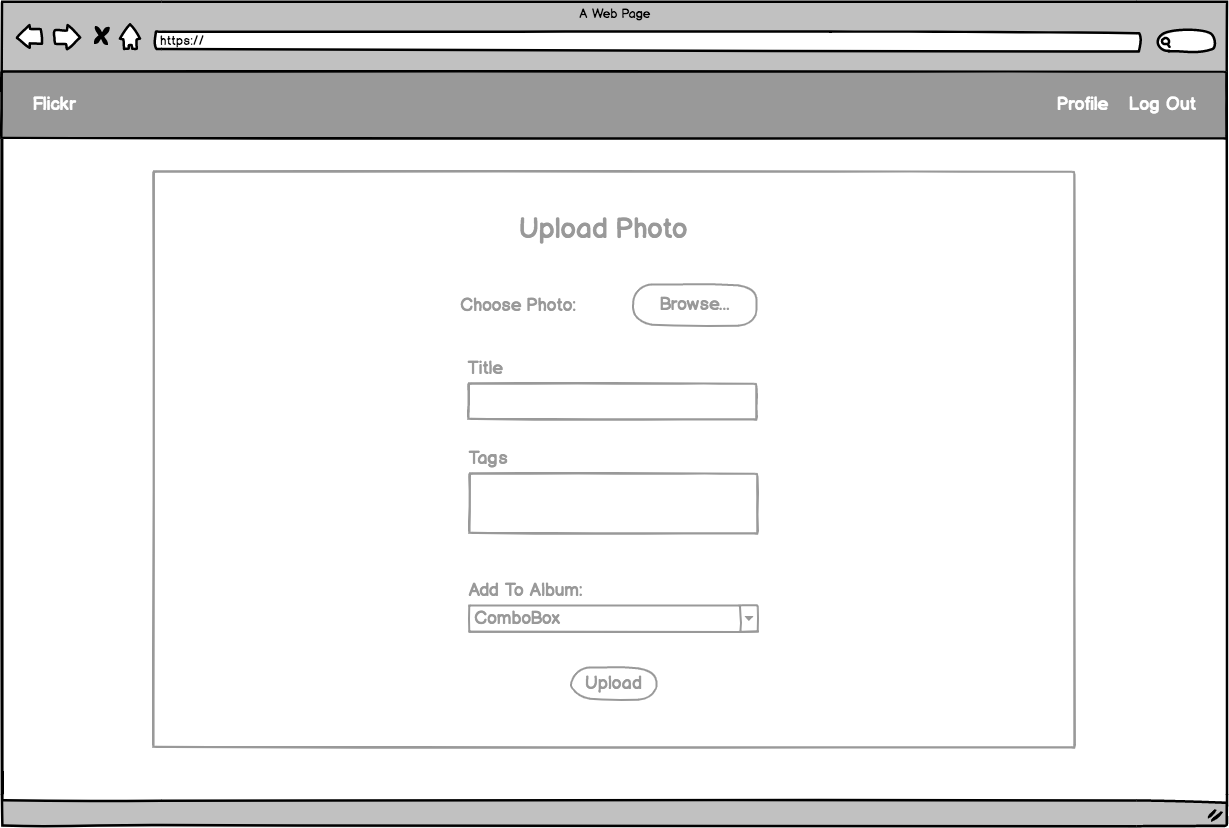 A Web Page
https://
Flickr
Profile Log Out
Upload Photo
Choose Photo: Browse...
Title
Tags
Add To Album:
ComboBox
Upload